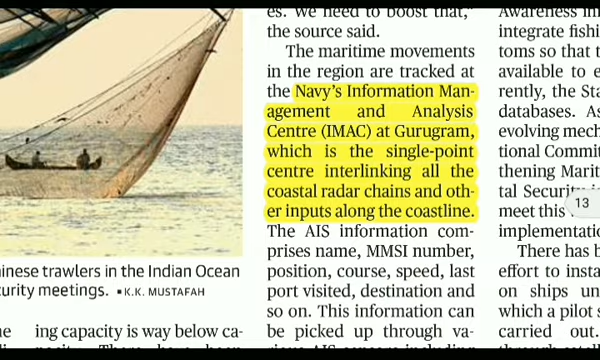 es. We need to boost that,"
the source said.
The maritime movements
in the region are tracked at
the Navy's Information Man-
agement and Analysis
Centre (IMAC) at Gurugram,
which is the single-point
centre interlinking all the
coastal radar chains and oth-
er inputs along the coastline.
The AIS information com-
prises name, MMSI number,
position, course, speed, last
port visited, destination and
so on. This information can
be picked up through va-
Awareness
integrate fishi
toms so that t
available to e
rently, the Sta
databases. As
evolving mech
tional Commit
thening Marit
tal Security
meet this
implementatio
There has b
effort to insta
on ships un
which a pilot s
carried out.
13
inese trawlers in the Indian Ocean
urity meetings. • K.K. MUSTAFAH
ing capacity is way below ca-